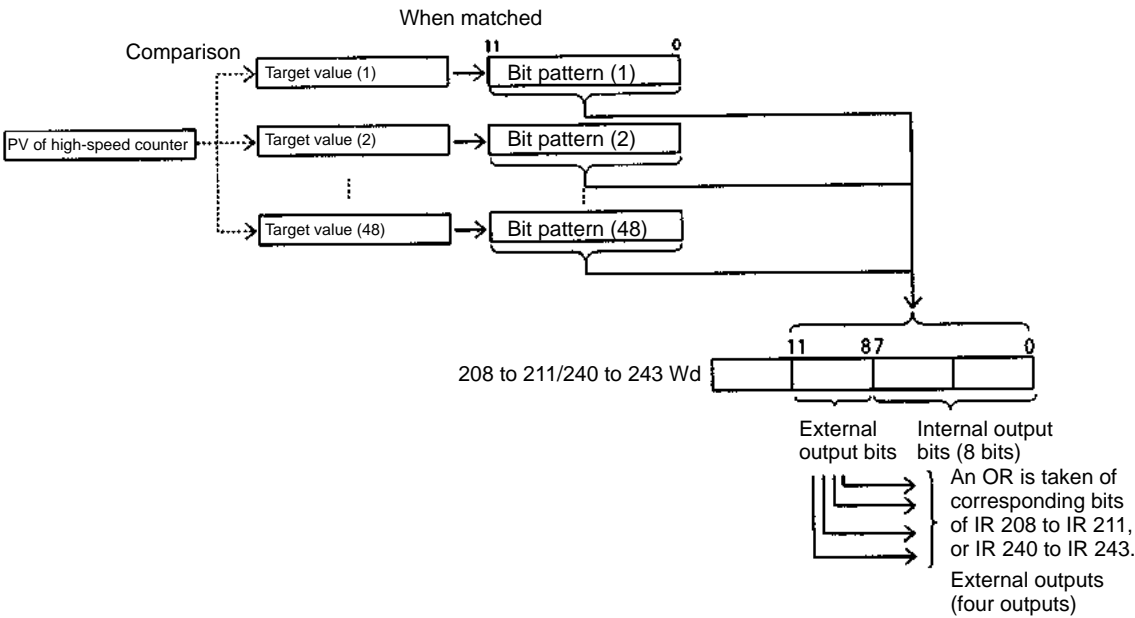 When matched
Comparison
11 0
Target value (1)
Bit pattern (1)
PV of high-speed counter
Target value (2)
Bit pattern (2)
Target value (48)
Bit pattern (48)
11 8 7 0
208 to 211/240 to 243 Wd
External
output bits
Internal output
bits (8 bits)
An OR is taken of
corresponding bits
of IR 208 to IR 211,
or IR 240 to IR 243.
External outputs
(four outputs)